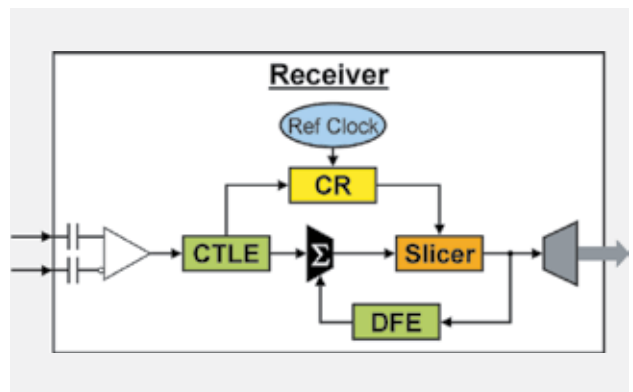 Receiver
Ref Clock
CR
CTLE
Σ
Slicer
DFE